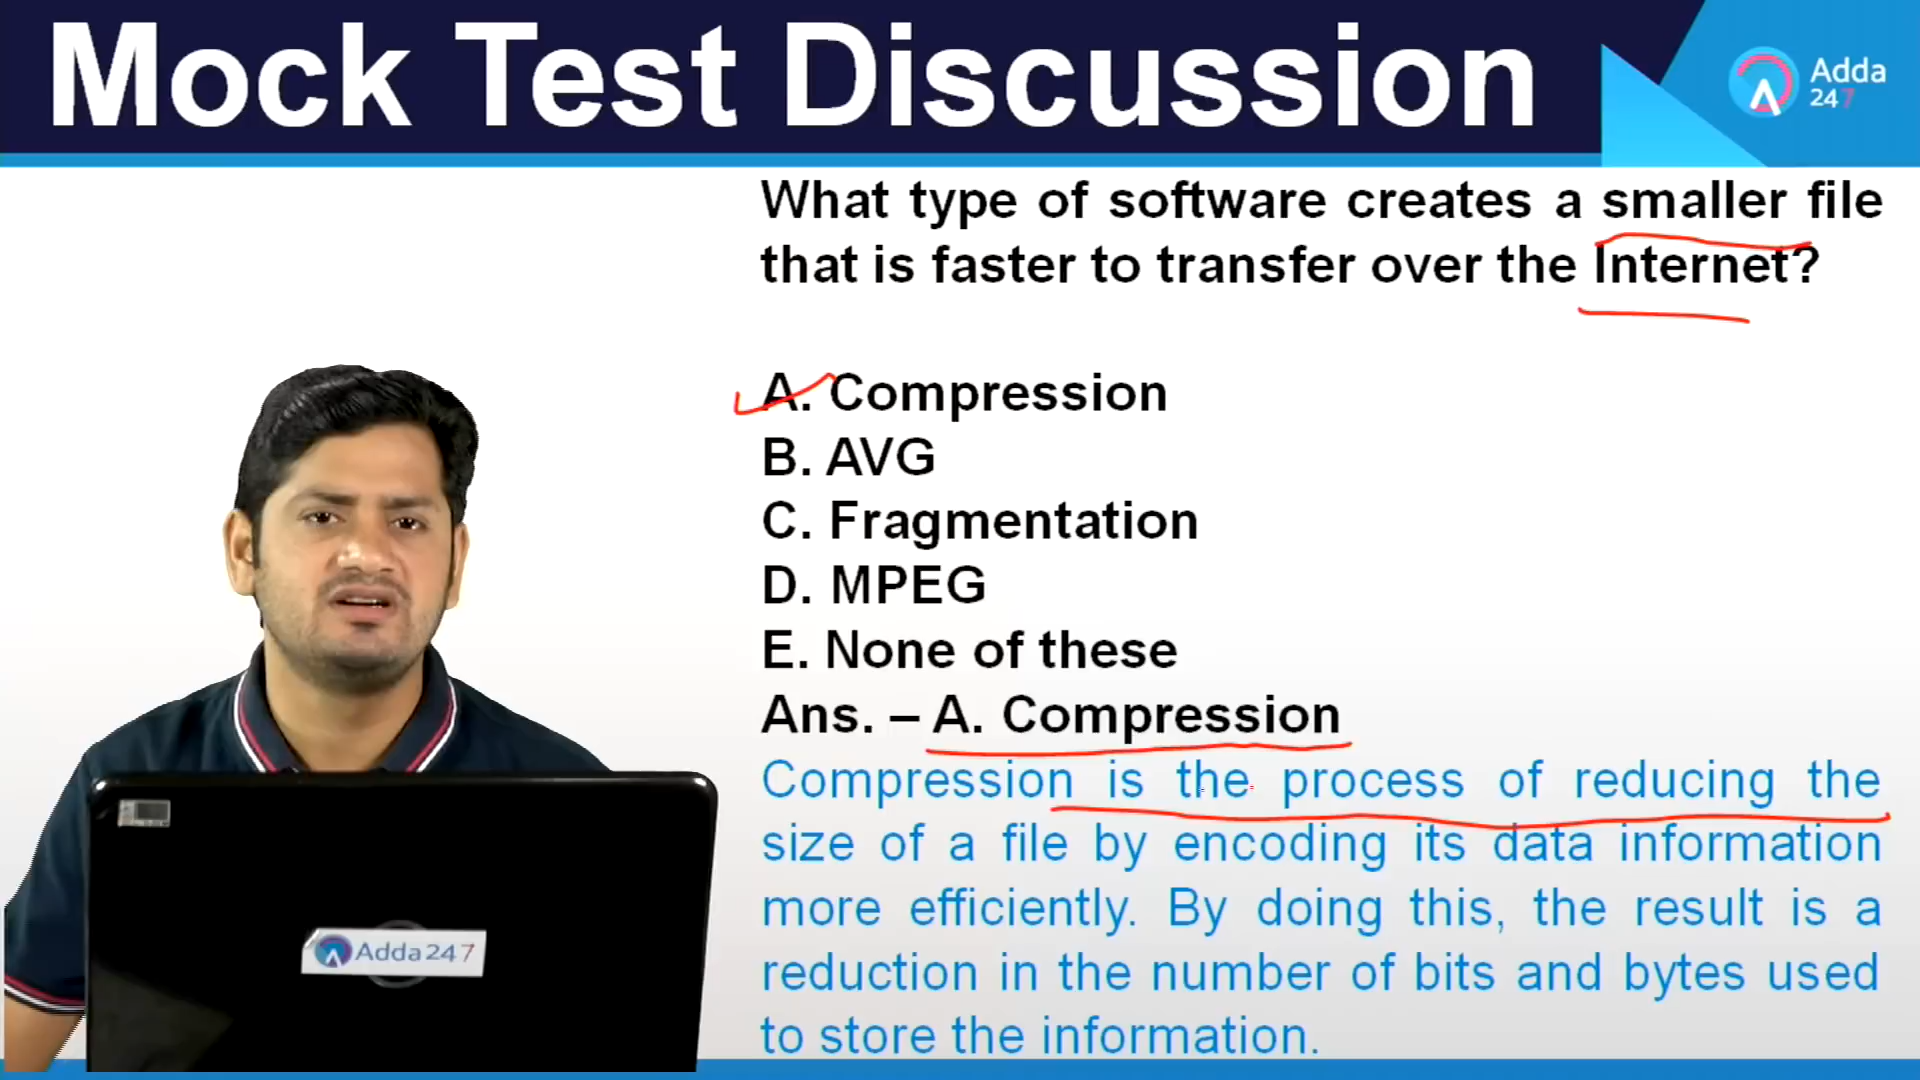 Mock Test Discussion
Adda
247
What type of software creates a smaller file
that is faster to transfer over the Internet?
A. Compression
B. AVG
C. Fragmentation
D. MPEG
E. None of these
Ans. – A. Compression
Compression is the process of reducing the
size of a file by encoding its data information
more efficiently. By doing this, the result is a
reduction in the number of bits and bytes used
to store the information.
Adda247